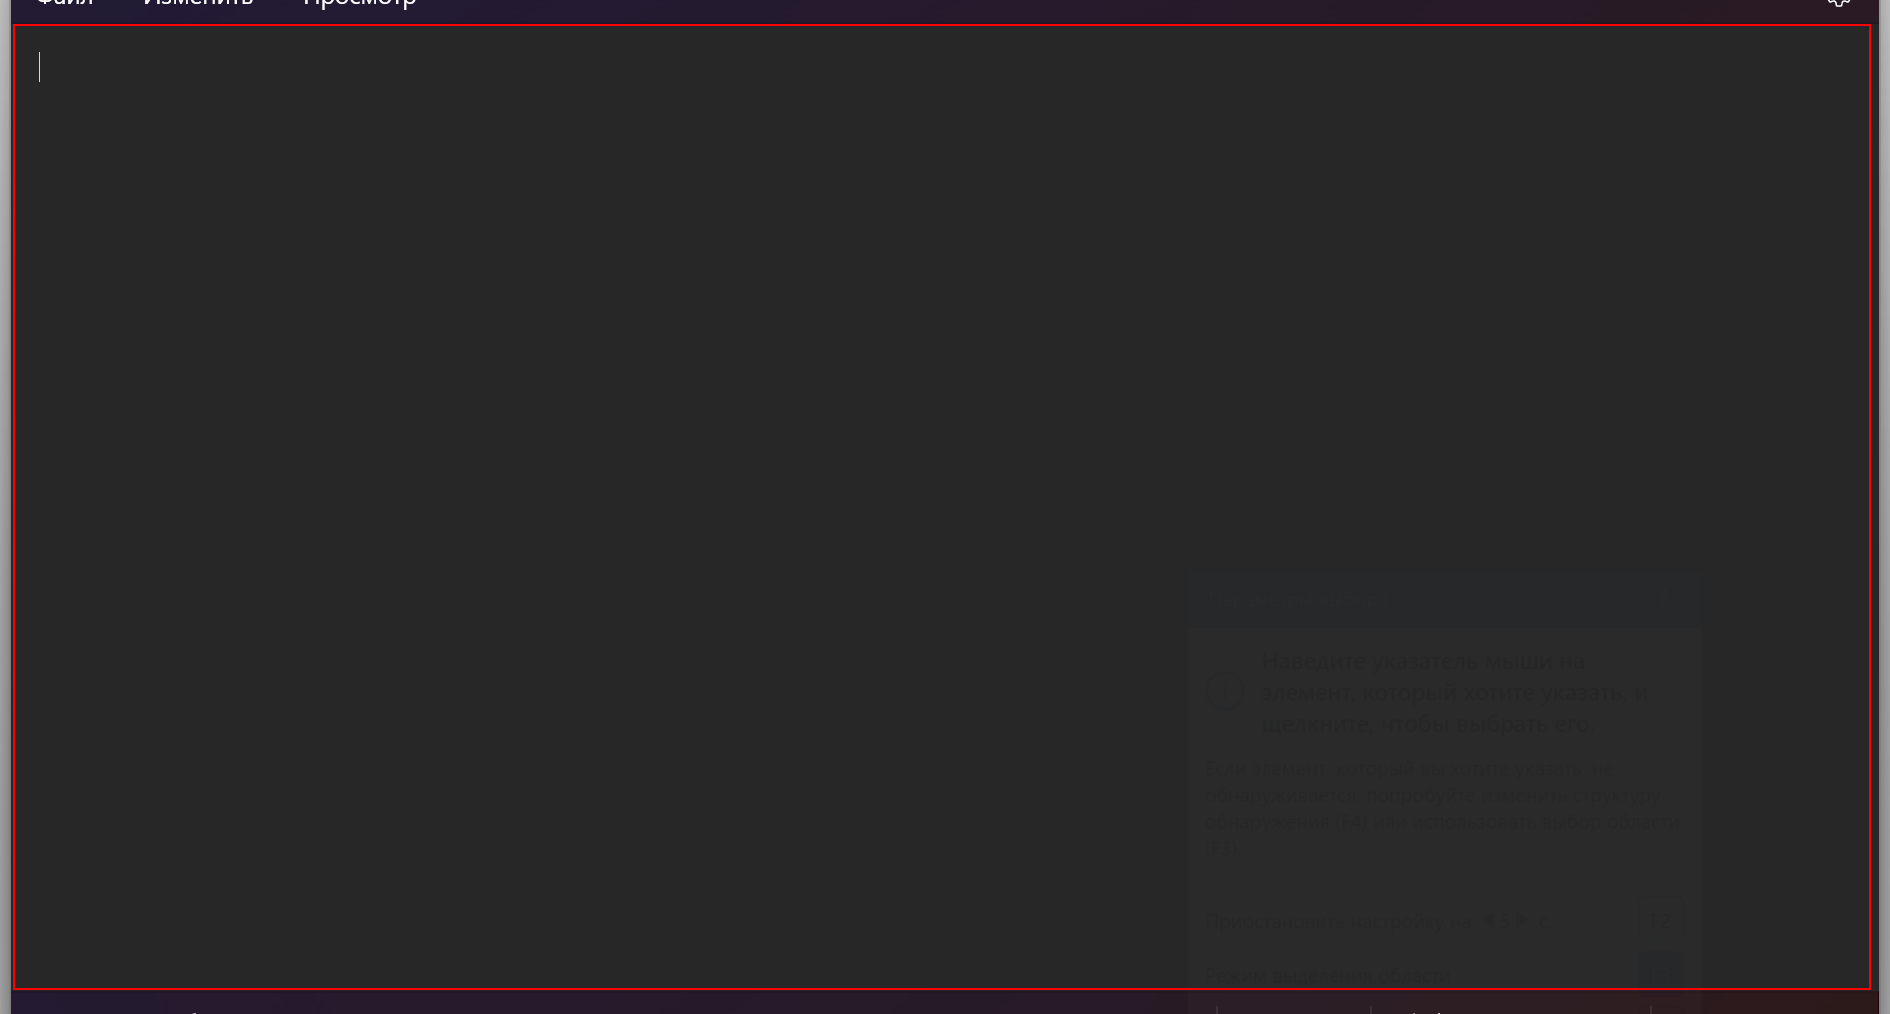 Файл Изменить Просмотр
Наведите указатель мыши на
элемент, который хотите указать, и
щелкните, чтобы выбрать его.
Если элемент, который вы хотите указать, не
обнаруживается, попробуйте изменить структуру
обнаружения (F4) или использовать выбор области
(F3).
Приостановить настройку на ◀ 5 ▶ с. F2
Режим выделения области